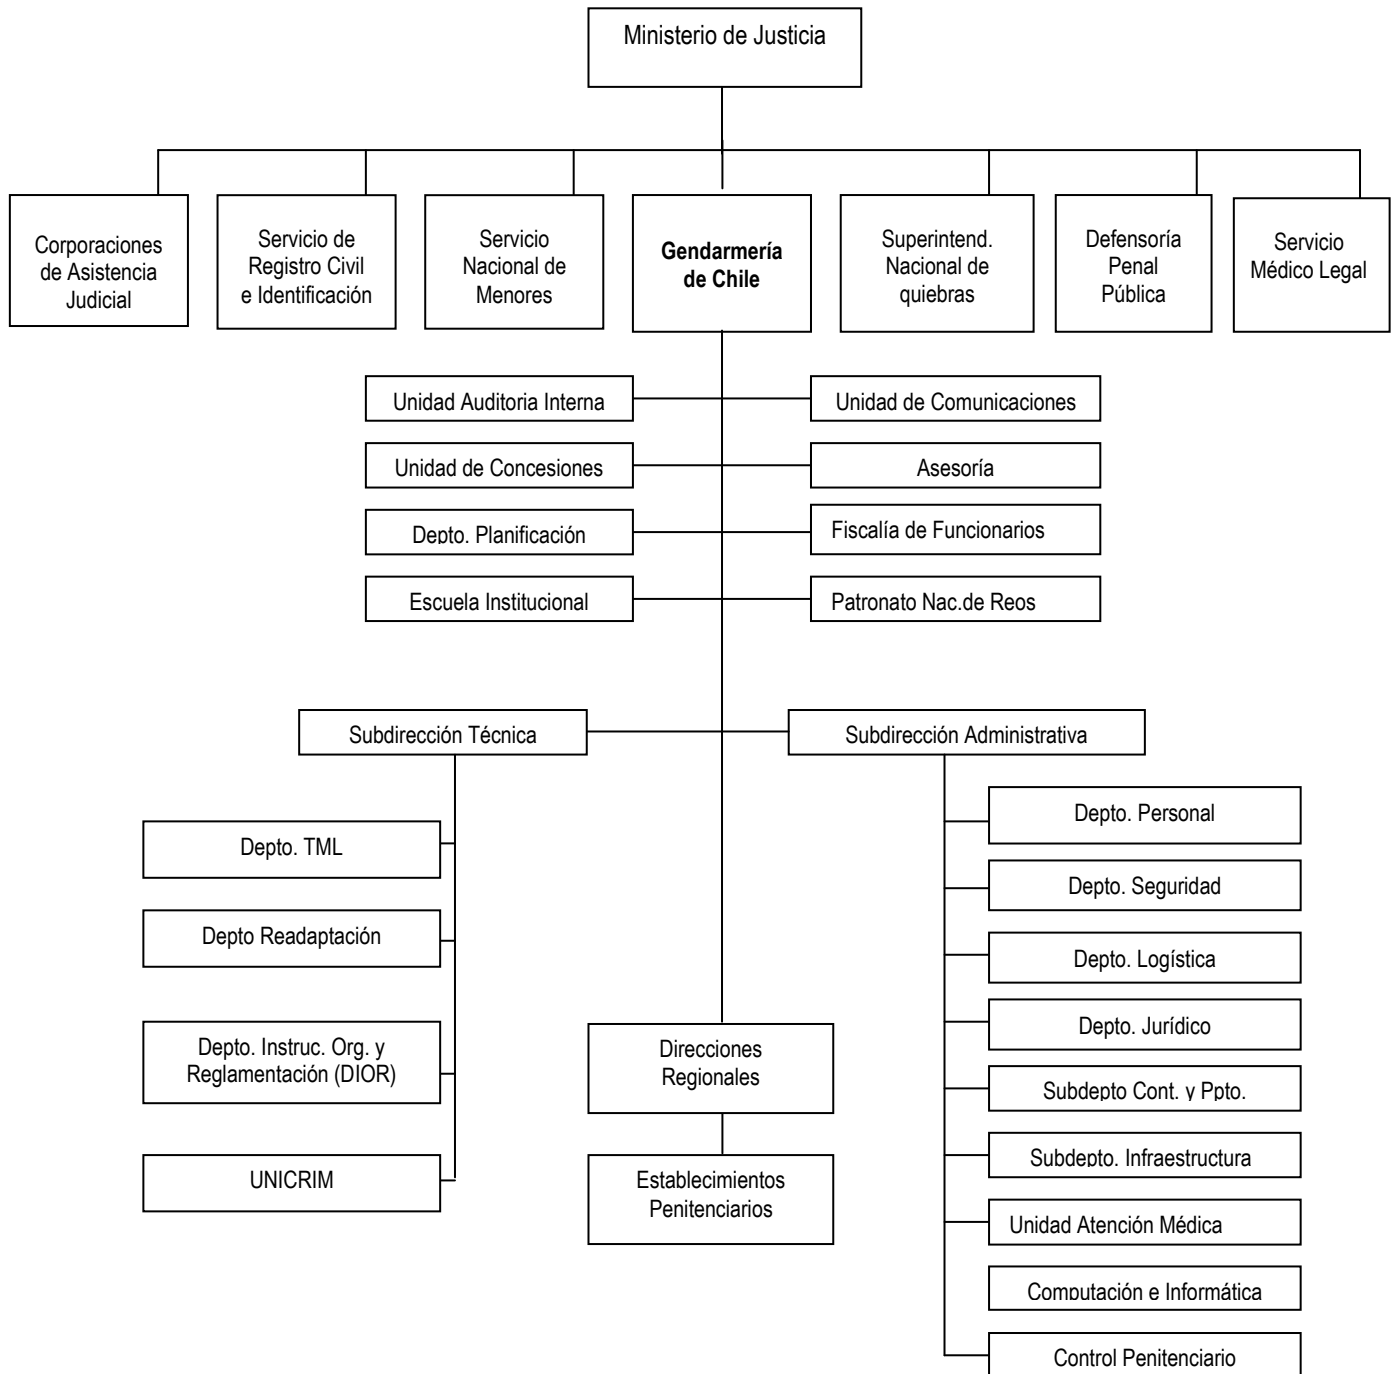 Ministerio de Justicia
Corporaciones
de Asistencia
Judicial
Servicio de
Registro Civil
e Identificación
Servicio
Nacional de
Menores
Gendarmería
de Chile
Superintend.
Nacional de
quiebras
Defensoría
Penal
Pública
Servicio
Médico Legal
Unidad Auditoria Interna
Unidad de Comunicaciones
Unidad de Concesiones
Asesoría
Depto. Planificación
Fiscalía de Funcionarios
Escuela Institucional
Patronato Nac.de Reos
Subdirección Técnica
Subdirección Administrativa
Depto. TML
Depto Readaptación
Depto. Instruc. Org. y
Reglamentación (DIOR)
UNICRIM
Direcciones
Regionales
Establecimientos
Penitenciarios
Depto. Personal
Depto. Seguridad
Depto. Logística
Depto. Jurídico
Subdepto Cont. y Ppto.
Subdepto. Infraestructura
Unidad Atención Médica
Computación e Informática
Control Penitenciario